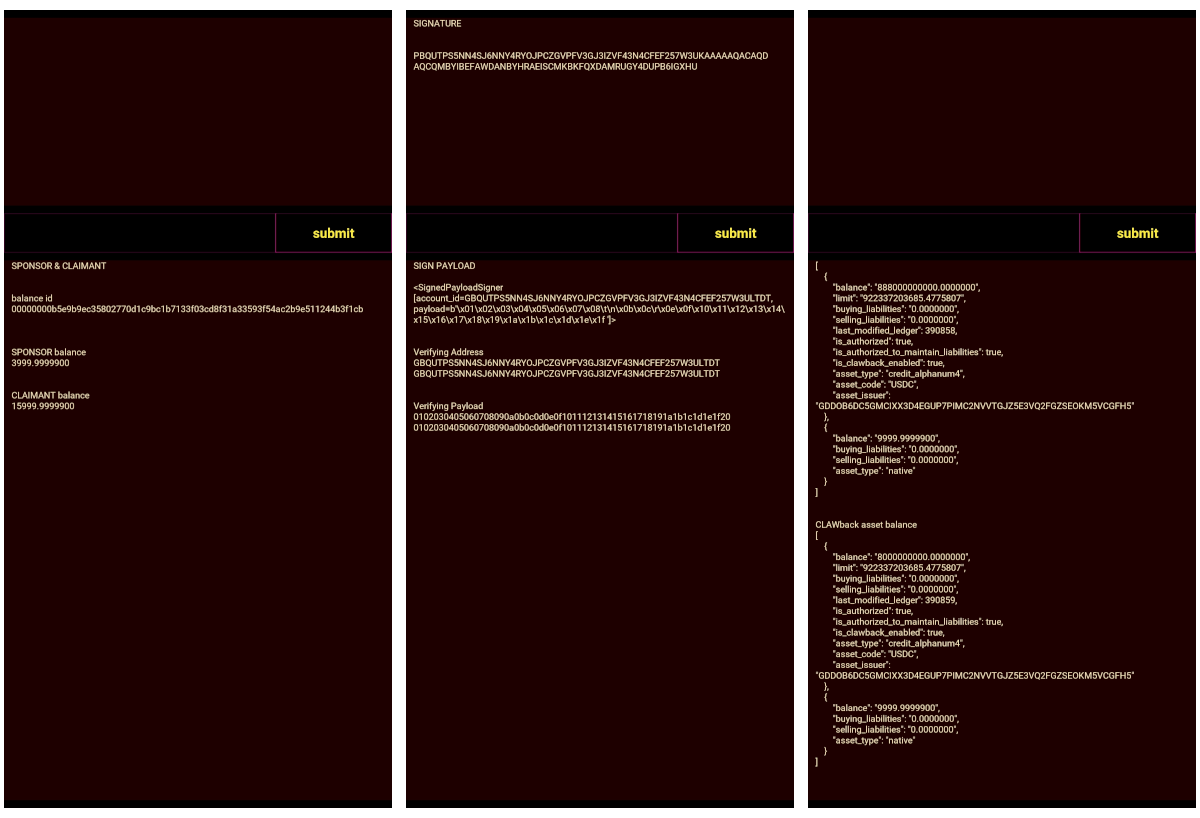 submit
SPONSOR & CLAIMANT
balance id
00000000b5e9b9ec35802770d1c9bc1b7133f03cd8f31a33593f54ac2b9e511244b3f1cb
SPONSOR balance
3999.9999900
CLAIMANT balance
15999.9999900
SIGNATURE
PBQUTPS5NN4SJ6NNY4RYOJPCZGVPFV3GJ3IZVF43N4CFEF257W3UKAAAAAQACAQD
AQCQMBYIBEFAWDANBYHRAEISCMKBKFQXDAMRUGY4DUPB6IGXHU
submit
SIGN PAYLOAD
<SignedPayloadSigner
[account_id=GBQUTPS5NN4SJ6NNY4RYOJPCZGVPFV3GJ3IZVF43N4CFEF257W3ULTDT,
payload=b'\x01\x02\x03\x04\x05\x06\x07\x08\t\n\x0b\x0c\r\x0e\x0f\x10\x11\x12\x13\x14\
x15\x16\x17\x18\x19\x1a\x1b\x1c\x1d\x1e\x1f ']>
Verifying Address
GBQUTPS5NN4SJ6NNY4RYOJPCZGVPFV3GJ3IZVF43N4CFEF257W3ULTDT
GBQUTPS5NN4SJ6NNY4RYOJPCZGVPFV3GJ3IZVF43N4CFEF257W3ULTDT
Verifying Payload
0102030405060708090a0b0c0d0e0f101112131415161718191a1b1c1d1e1f20
0102030405060708090a0b0c0d0e0f101112131415161718191a1b1c1d1e1f20
submit
[
{
"balance": "888000000000.0000000",
"limit": "922337203685.4775807",
"buying_liabilities": "0.0000000",
"selling_liabilities": "0.0000000",
"last_modified_ledger": 390858,
"is_authorized": true,
"is_authorized_to_maintain_liabilities": true,
"is_clawback_enabled": true,
"asset_type": "credit_alphanum4",
"asset_code": "USDC",
"asset_issuer":
"GDDOB6DC5GMCIXX3D4EGUP7PIMC2NVVTGJZ5E3VQ2FGZSEOKM5VCGFH5"
},
{
"balance": "9999.9999900",
"buying_liabilities": "0.0000000",
"selling_liabilities": "0.0000000",
"asset_type": "native"
}
]
CLAWback asset balance
[
{
"balance": "8000000000.0000000",
"limit": "922337203685.4775807",
"buying_liabilities": "0.0000000",
"selling_liabilities": "0.0000000",
"last_modified_ledger": 390859,
"is_authorized": true,
"is_authorized_to_maintain_liabilities": true,
"is_clawback_enabled": true,
"asset_type": "credit_alphanum4",
"asset_code": "USDC",
"asset_issuer":
"GDDOB6DC5GMCIXX3D4EGUP7PIMC2NVVTGJZ5E3VQ2FGZSEOKM5VCGFH5"
},
{
"balance": "9999.9999900",
"buying_liabilities": "0.0000000",
"selling_liabilities": "0.0000000",
"asset_type": "native"
}
]